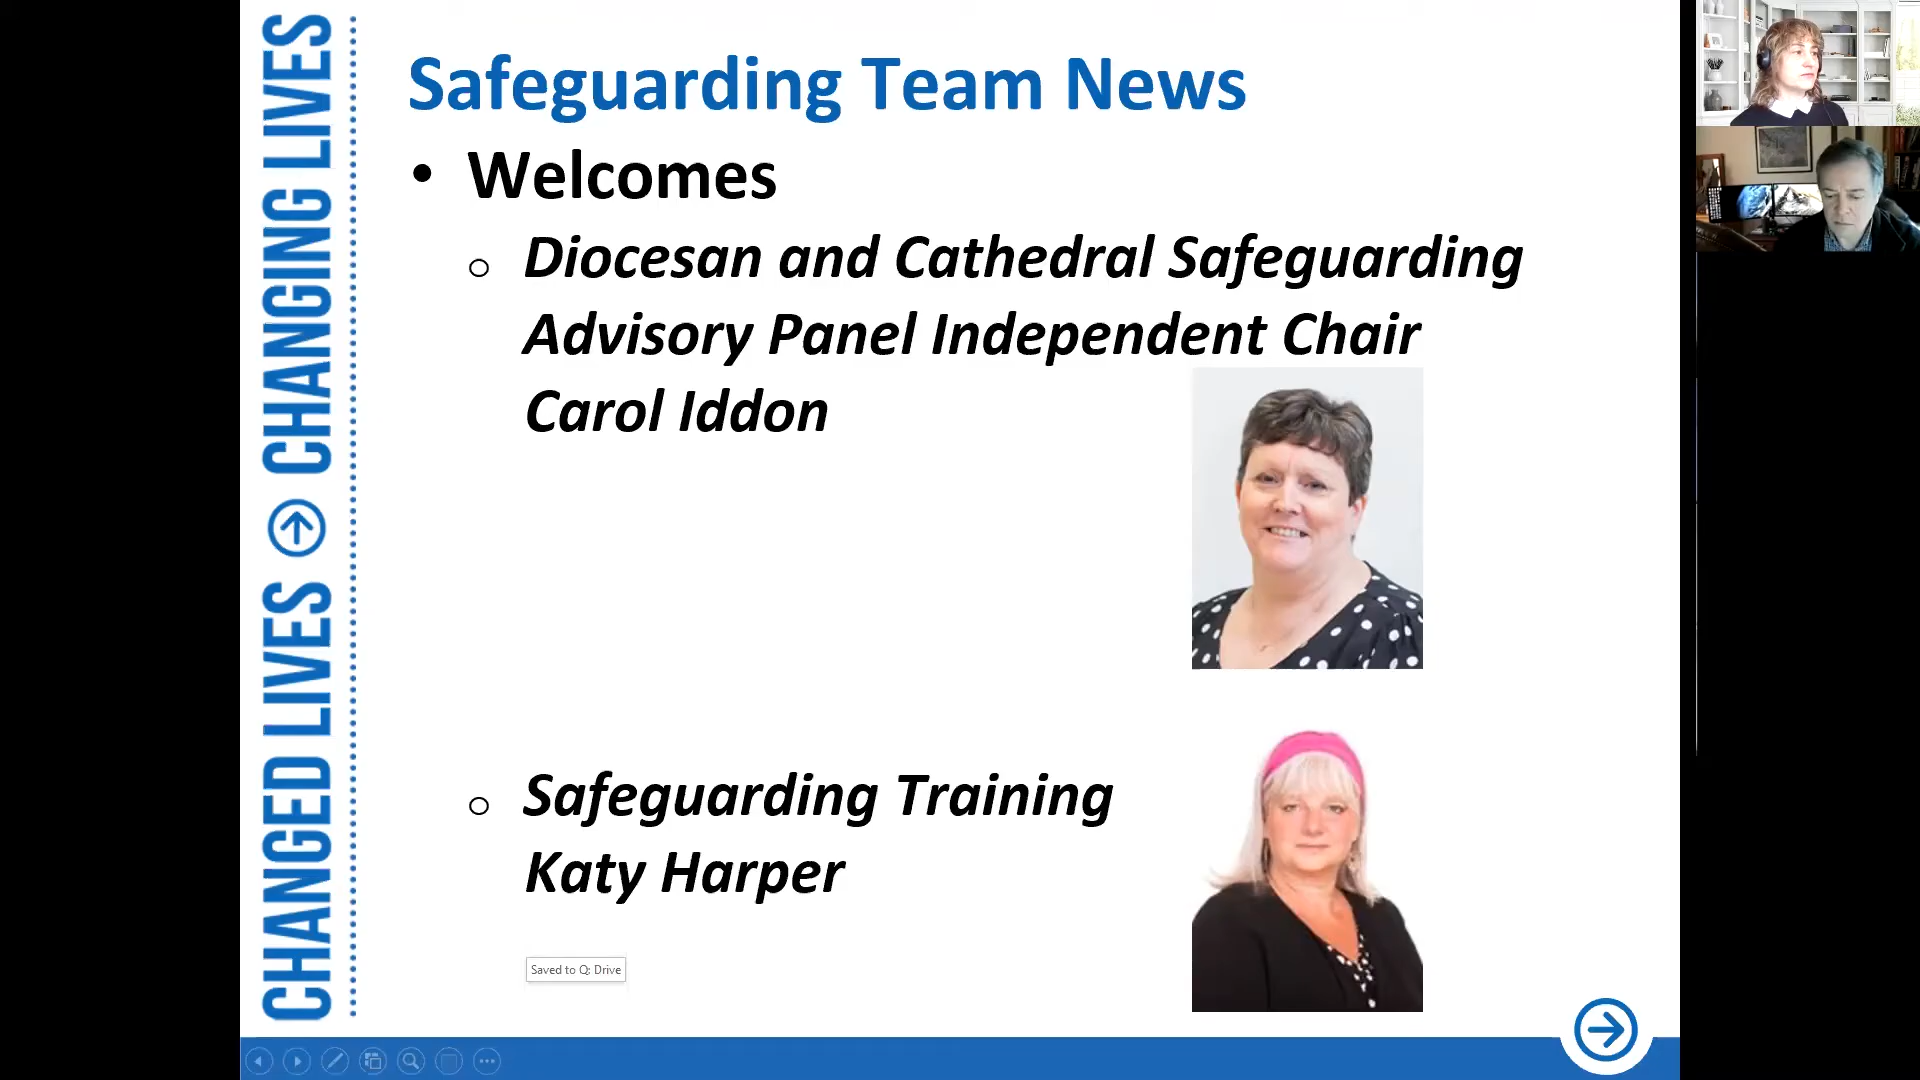 CHANGED LIVES CHANGING LIVES
Safeguarding Team News
• Welcomes
o Diocesan and Cathedral Safeguarding
Advisory Panel Independent Chair
Carol Iddon
o Safeguarding Training
Katy Harper
Saved to Q: Drive